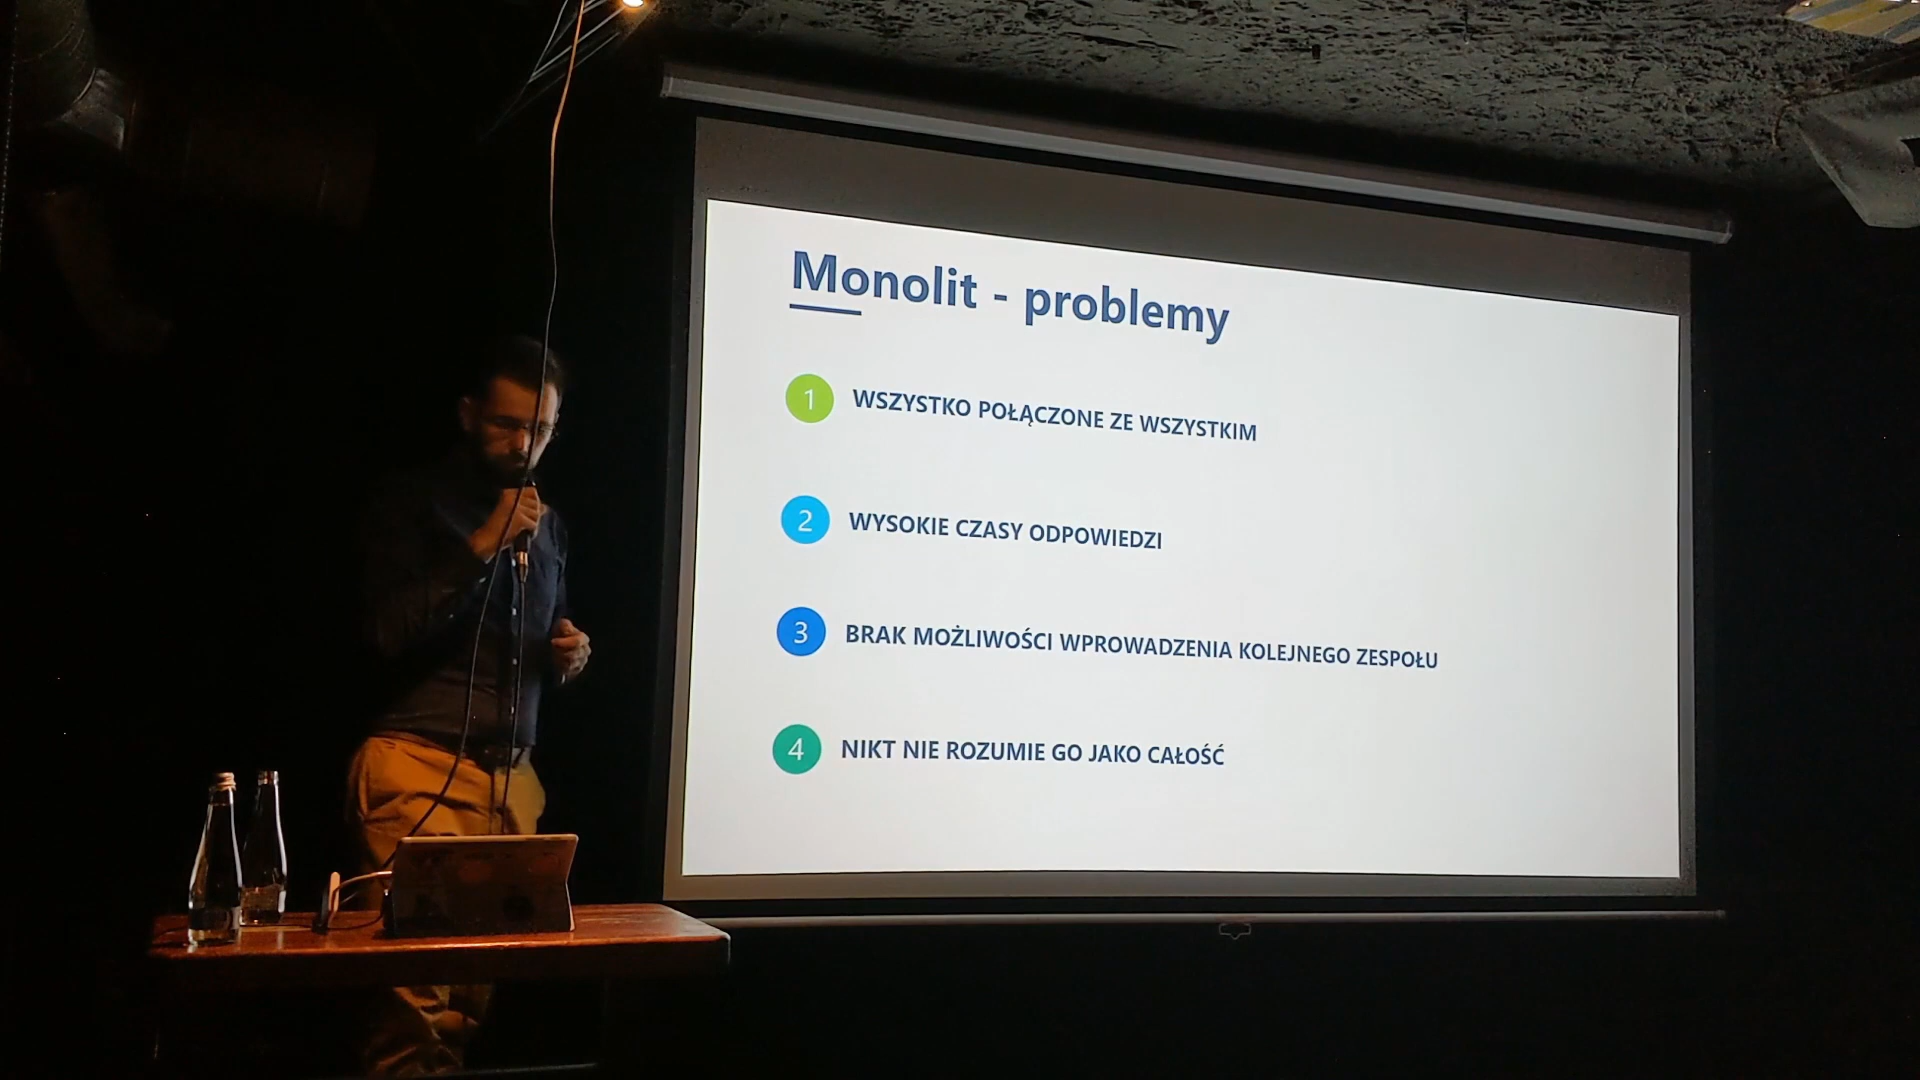 Monolit - problemy
1 WSZYSTKO POŁĄCZONE ZE WSZYSTKIM
2 WYSOKIE CZASY ODPOWIEDZI
3 BRAK MOŻLIWOŚCI WPROWADZENIA KOLEJNEGO ZESPOŁU
4 NIKT NIE ROZUMIE GO JAKO CAŁOŚĆ